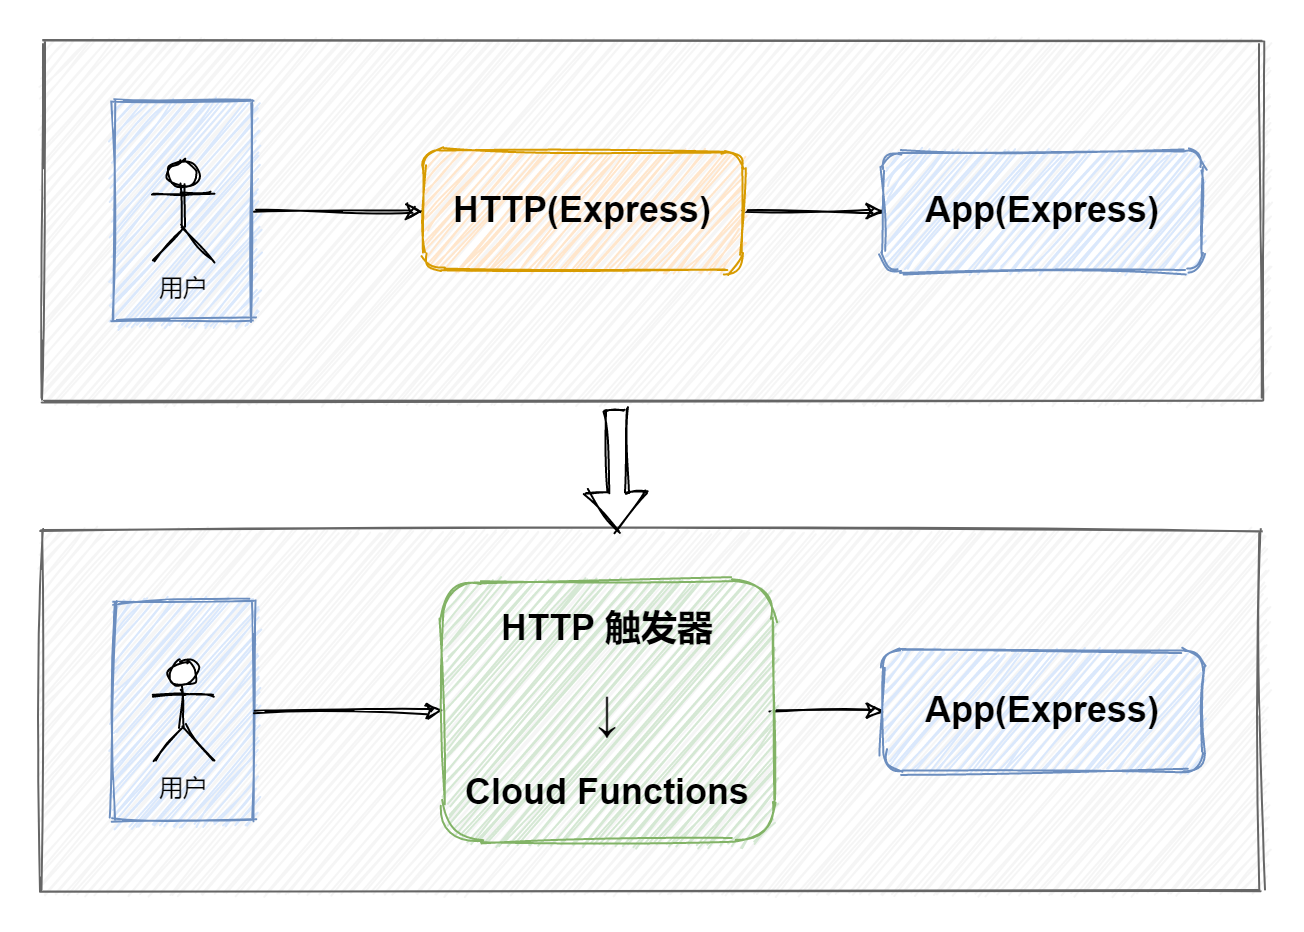 用户
HTTP(Express)
App(Express)
用户
HTTP 触发器
↓
Cloud Functions
App(Express)